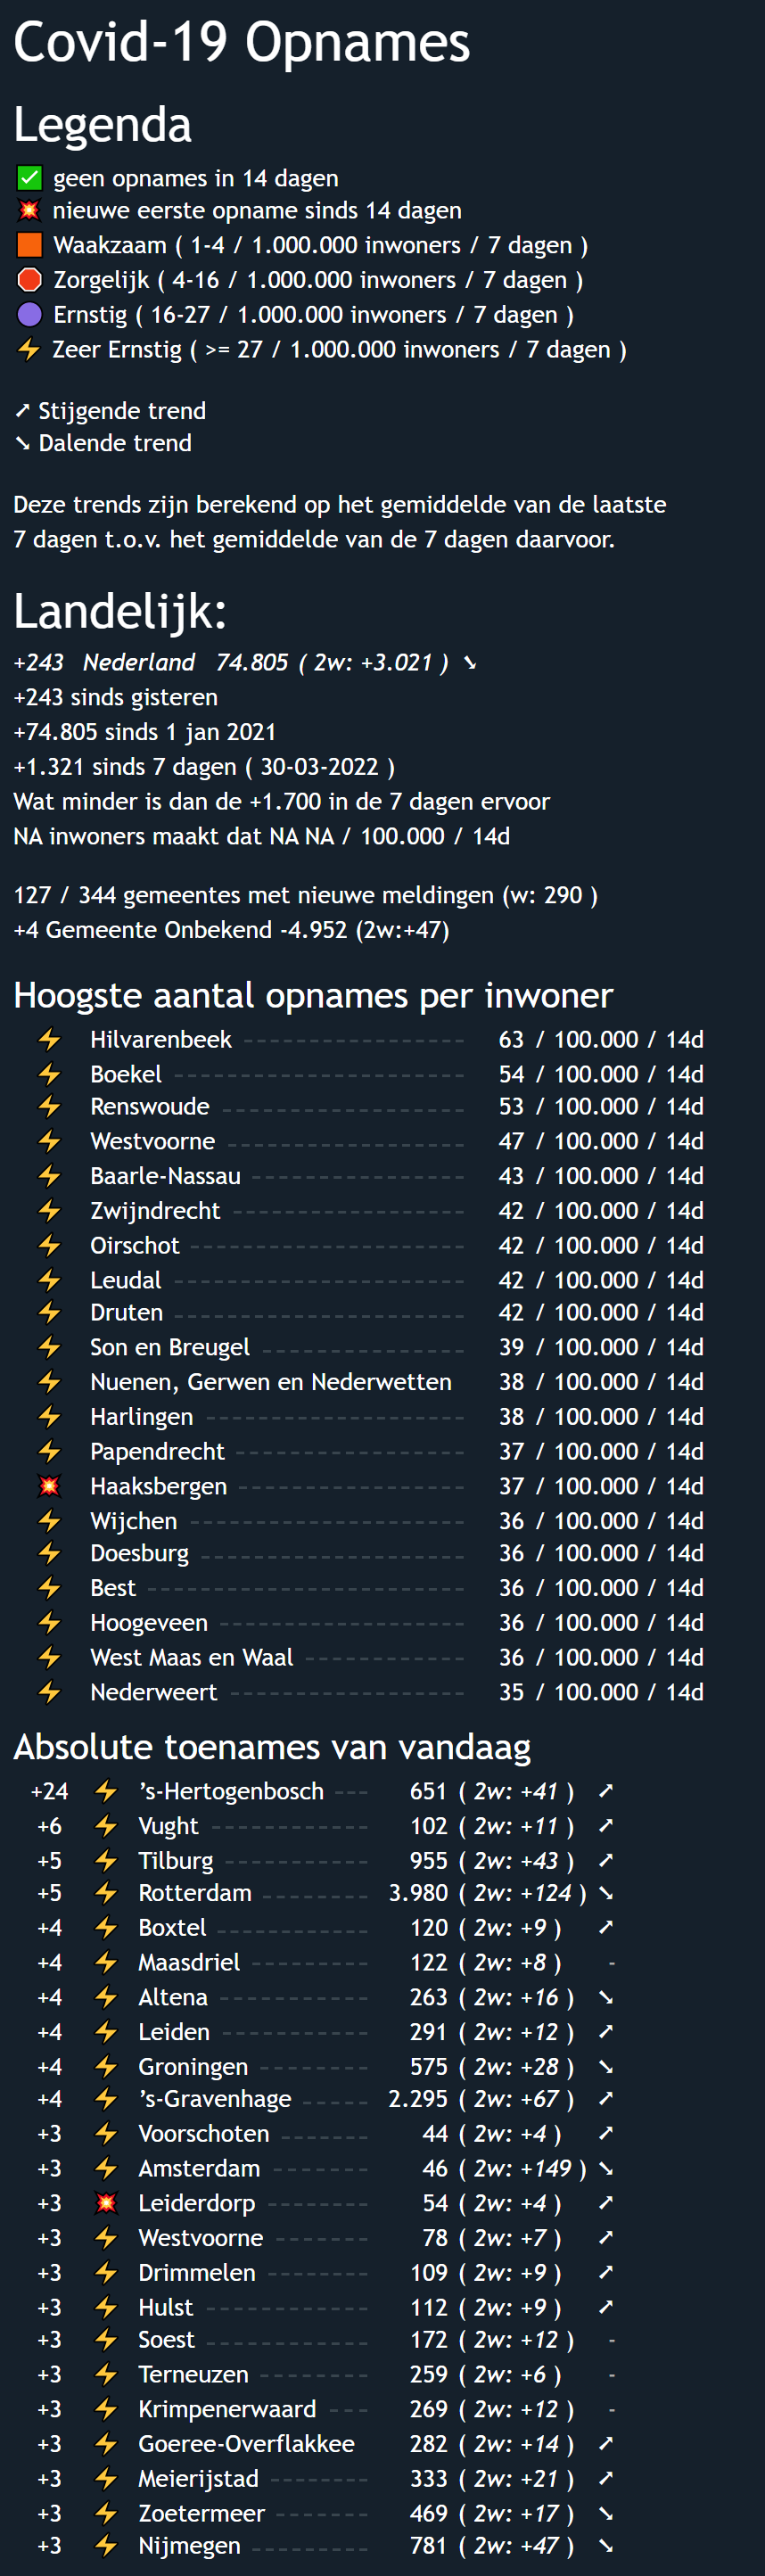 Covid-19 Opnames
Legenda
✅ geen opnames in 14 dagen
💥 nieuwe eerste opname sinds 14 dagen
🟧 Waakzaam ( 1-4 / 1.000.000 inwoners / 7 dagen )
🛑 Zorgelijk ( 4-16 / 1.000.000 inwoners / 7 dagen )
🟣 Ernstig ( 16-27 / 1.000.000 inwoners / 7 dagen )
⚡ Zeer Ernstig ( >= 27 / 1.000.000 inwoners / 7 dagen )
➚ Stijgende trend
➘ Dalende trend
Deze trends zijn berekend op het gemiddelde van de laatste
7 dagen t.o.v. het gemiddelde van de 7 dagen daarvoor.
Landelijk:
+243 Nederland 74.805 ( 2w: +3.021 ) ➘
+243 sinds gisteren
+74.805 sinds 1 jan 2021
+1.321 sinds 7 dagen ( 30-03-2022 )
Wat minder is dan de +1.700 in de 7 dagen ervoor
NA inwoners maakt dat NA NA / 100.000 / 14d
127 / 344 gemeentes met nieuwe meldingen (w: 290 )
+4 Gemeente Onbekend -4.952 (2w:+47)
Hoogste aantal opnames per inwoner
⚡ Hilvarenbeek 63 / 100.000 / 14d
⚡ Boekel 54 / 100.000 / 14d
⚡ Renswoude 53 / 100.000 / 14d
⚡ Westvoorne 47 / 100.000 / 14d
⚡ Baarle-Nassau 43 / 100.000 / 14d
⚡ Zwijndrecht 42 / 100.000 / 14d
⚡ Oirschot 42 / 100.000 / 14d
⚡ Leudal 42 / 100.000 / 14d
⚡ Druten 42 / 100.000 / 14d
⚡ Son en Breugel 39 / 100.000 / 14d
⚡ Nuenen, Gerwen en Nederwetten 38 / 100.000 / 14d
⚡ Harlingen 38 / 100.000 / 14d
⚡ Papendrecht 37 / 100.000 / 14d
💥 Haaksbergen 37 / 100.000 / 14d
⚡ Wijchen 36 / 100.000 / 14d
⚡ Doesburg 36 / 100.000 / 14d
⚡ Best 36 / 100.000 / 14d
⚡ Hoogeveen 36 / 100.000 / 14d
⚡ West Maas en Waal 36 / 100.000 / 14d
⚡ Nederweert 35 / 100.000 / 14d
Absolute toenames van vandaag
+24 ⚡ ’s-Hertogenbosch 651 ( 2w: +41 ) ➚
+6 ⚡ Vught 102 ( 2w: +11 ) ➚
+5 ⚡ Tilburg 955 ( 2w: +43 ) ➚
+5 ⚡ Rotterdam 3.980 ( 2w: +124 ) ➘
+4 ⚡ Boxtel 120 ( 2w: +9 ) ➚
+4 ⚡ Maasdriel 122 ( 2w: +8 ) -
+4 ⚡ Altena 263 ( 2w: +16 ) ➘
+4 ⚡ Leiden 291 ( 2w: +12 ) ➚
+4 ⚡ Groningen 575 ( 2w: +28 ) ➘
+4 ⚡ ’s-Gravenhage 2.295 ( 2w: +67 ) ➚
+3 ⚡ Voorschoten 44 ( 2w: +4 ) ➚
+3 ⚡ Amsterdam 46 ( 2w: +149 ) ➘
+3 💥 Leiderdorp 54 ( 2w: +4 ) ➚
+3 ⚡ Westvoorne 78 ( 2w: +7 ) ➚
+3 ⚡ Drimmelen 109 ( 2w: +9 ) ➚
+3 ⚡ Hulst 112 ( 2w: +9 ) ➚
+3 ⚡ Soest 172 ( 2w: +12 ) -
+3 ⚡ Terneuzen 259 ( 2w: +6 ) -
+3 ⚡ Krimpenerwaard 269 ( 2w: +12 ) -
+3 ⚡ Goeree-Overflakkee 282 ( 2w: +14 ) ➚
+3 ⚡ Meierijstad 333 ( 2w: +21 ) ➚
+3 ⚡ Zoetermeer 469 ( 2w: +17 ) ➘
+3 ⚡ Nijmegen 781 ( 2w: +47 ) ➘